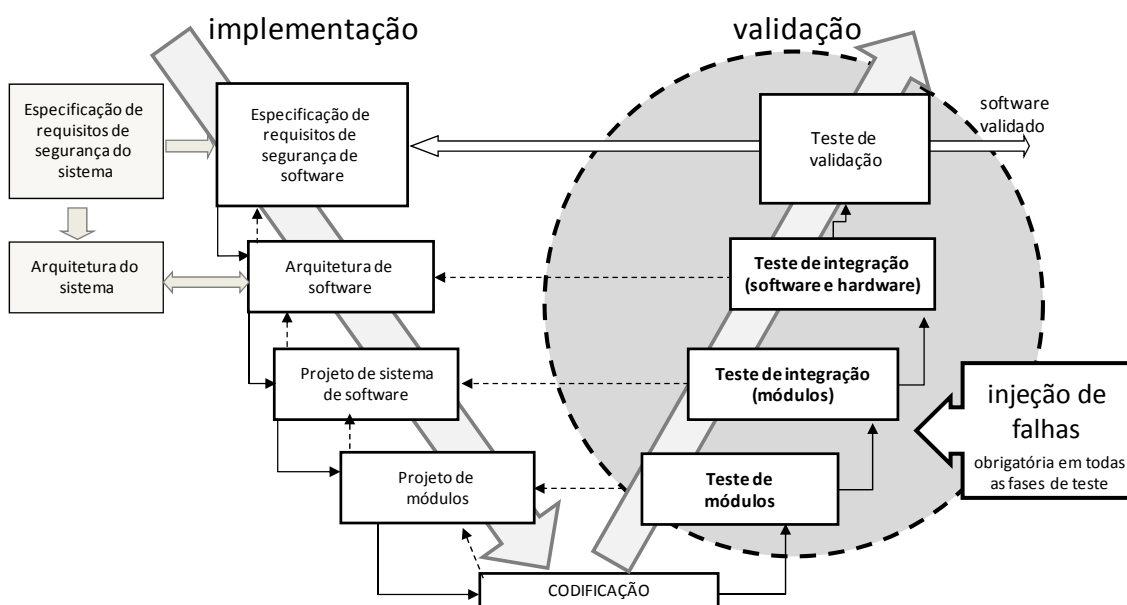 implementação
validação
Especificação de
requisitos de
segurança do
sistema
Especificação de
requisitos de
segurança de
software
Teste de
validação
software
validado
Arquitetura do
sistema
Arquitetura de
software
Teste de integração
(software e hardware)
Projeto de sistema
de software
Teste de integração
(módulos)
injeção de
falhas
obrigatória em todas
as fases de teste
Projeto de
módulos
Teste de
módulos
CODIFICAÇÃO